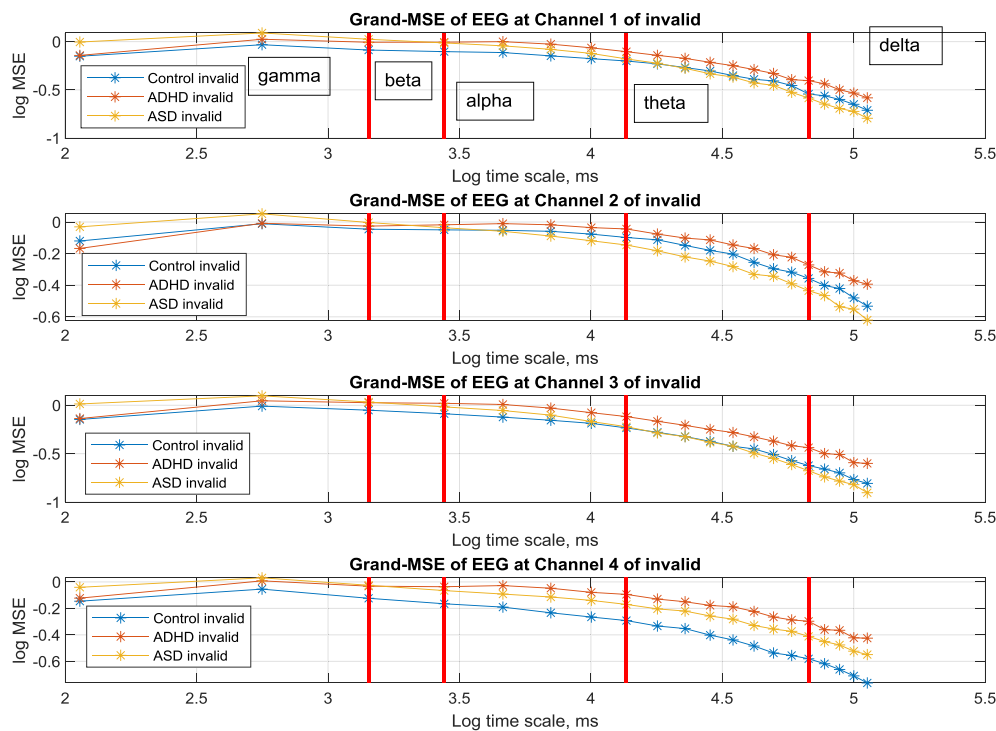 Grand-MSE of EEG at Channel 1 of invalid
0
-0.5
-1
log MSE
gamma
beta
alpha
theta
delta
Control invalid
ADHD invalid
ASD invalid
2 2.5 3 3.5 4 4.5 5 5.5
Log time scale, ms
Grand-MSE of EEG at Channel 2 of invalid
0
-0.2
-0.4
-0.6
log MSE
Control invalid
ADHD invalid
ASD invalid
2 2.5 3 3.5 4 4.5 5 5.5
Log time scale, ms
Grand-MSE of EEG at Channel 3 of invalid
0
-0.5
-1
log MSE
Control invalid
ADHD invalid
ASD invalid
2 2.5 3 3.5 4 4.5 5 5.5
Log time scale, ms
Grand-MSE of EEG at Channel 4 of invalid
0
-0.2
-0.4
-0.6
log MSE
Control invalid
ADHD invalid
ASD invalid
2 2.5 3 3.5 4 4.5 5 5.5
Log time scale, ms